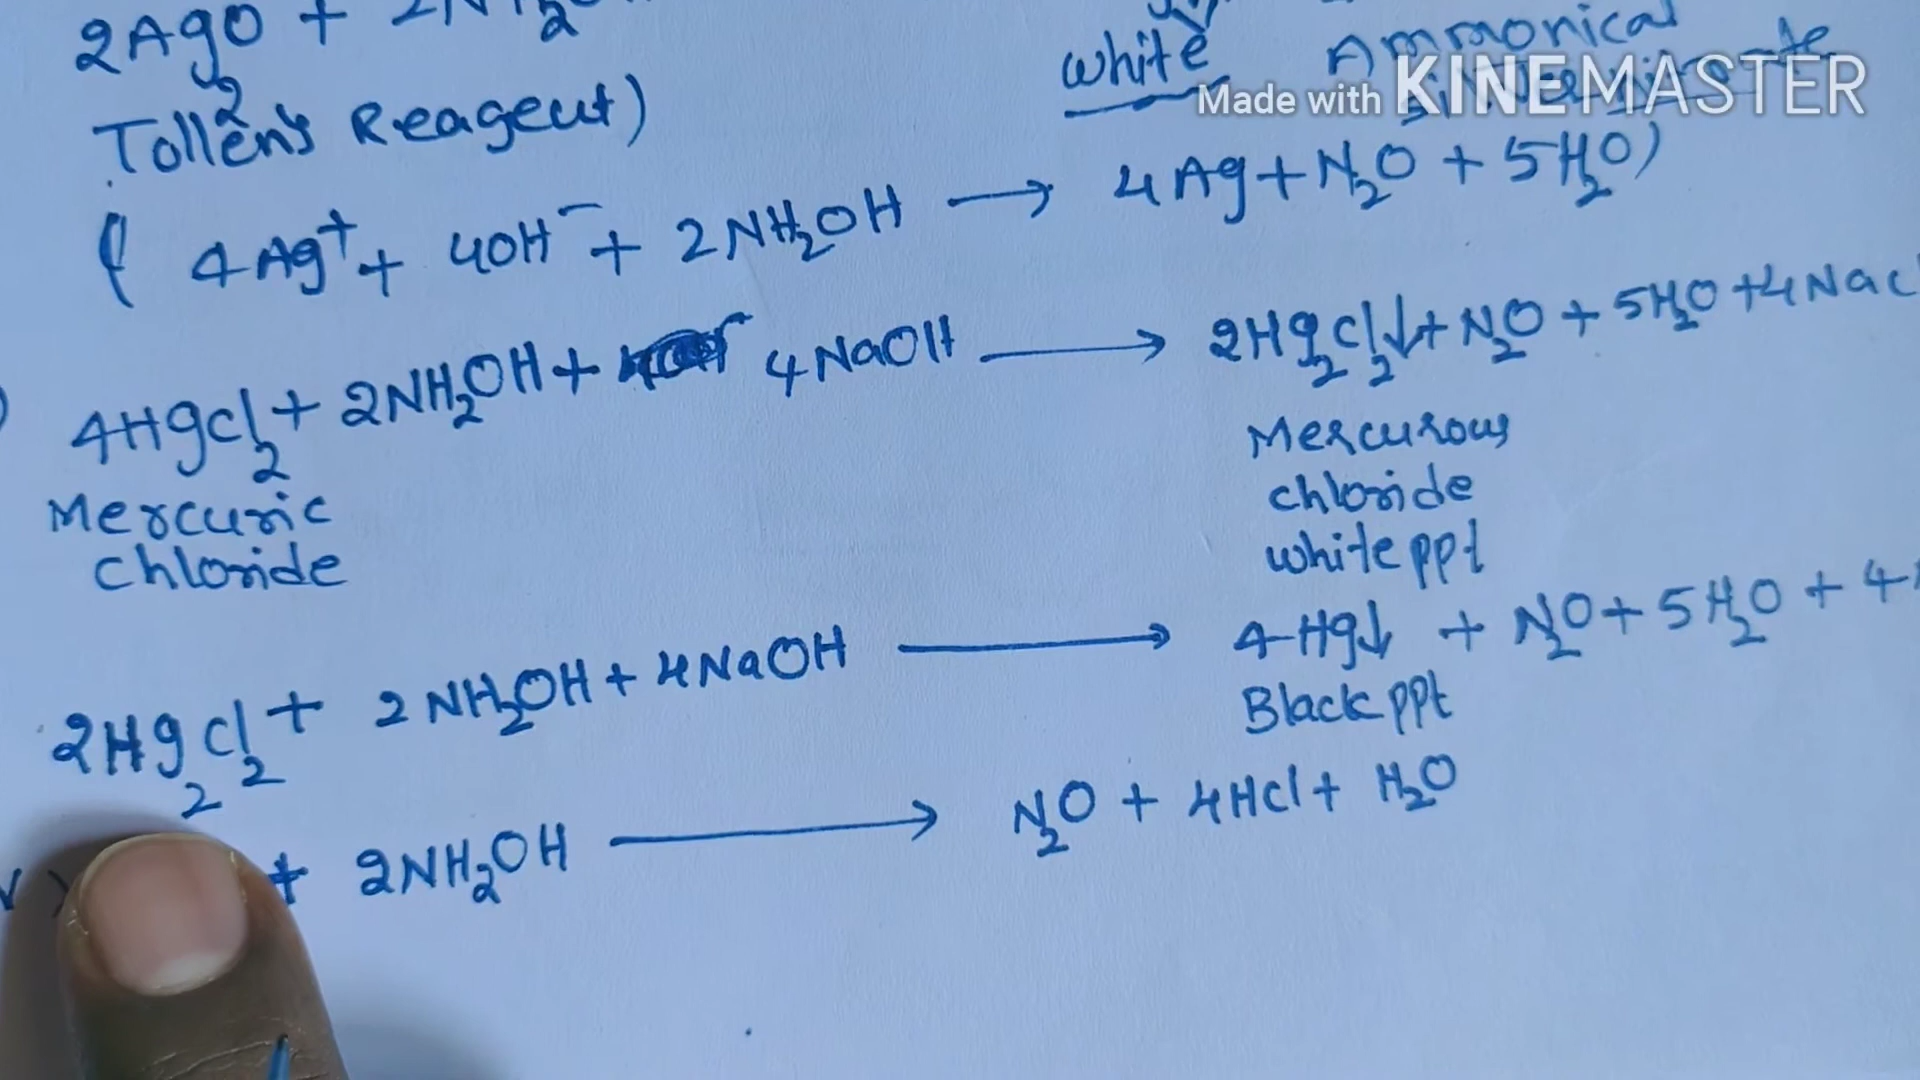 2Ag2O +
white Ammonical
Made with KINEMASTER
Tollen's Reagent)
( 4Ag⁺ + 4OH⁻ + 2NH2OH → 4Ag + N2O + 5H2O)
4HgCl2 + 2NH2OH + 4NaOH → 2Hg2Cl2↓ + N2O + 5H2O + 4NaCl
Mercuric
chloride
Mercurous
chloride
white ppt
2Hg2Cl2 + 2NH2OH + 4NaOH → 4Hg↓ + N2O + 5H2O + 4
Black ppt
+ 2NH2OH → N2O + 4HCl + H2O